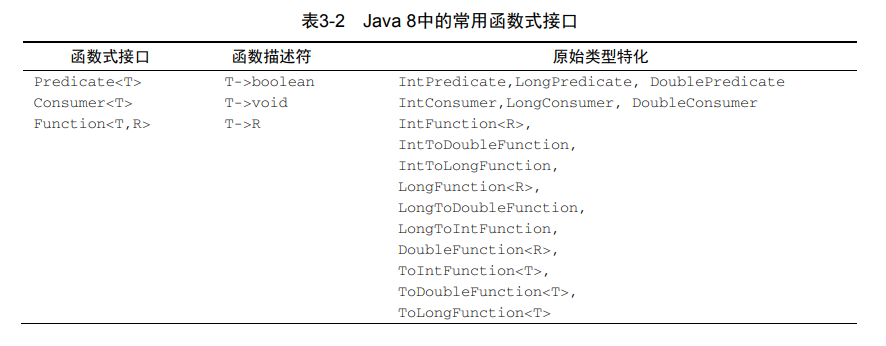 表3-2 Java 8中的常用函数式接口
函数式接口 函数描述符 原始类型特化
Predicate<T> T->boolean IntPredicate,LongPredicate, DoublePredicate
Consumer<T> T->void IntConsumer,LongConsumer, DoubleConsumer
Function<T,R> T->R IntFunction<R>,
IntToDoubleFunction,
IntToLongFunction,
LongFunction<R>,
LongToDoubleFunction,
LongToIntFunction,
DoubleFunction<R>,
ToIntFunction<T>,
ToDoubleFunction<T>,
ToLongFunction<T>